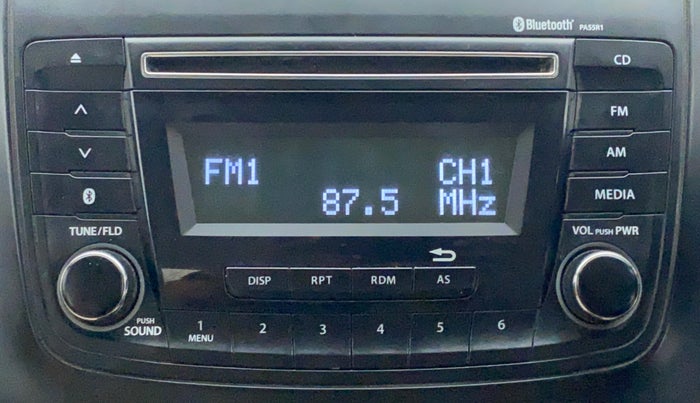 Bluetooth® PA55R1
CD
FM
AM
MEDIA
FM1 CH1
87.5 MHz
TUNE/FLD
VOL PUSH PWR
DISP RPT RDM AS
PUSH
SOUND
1 2 3 4 5 6
MENU